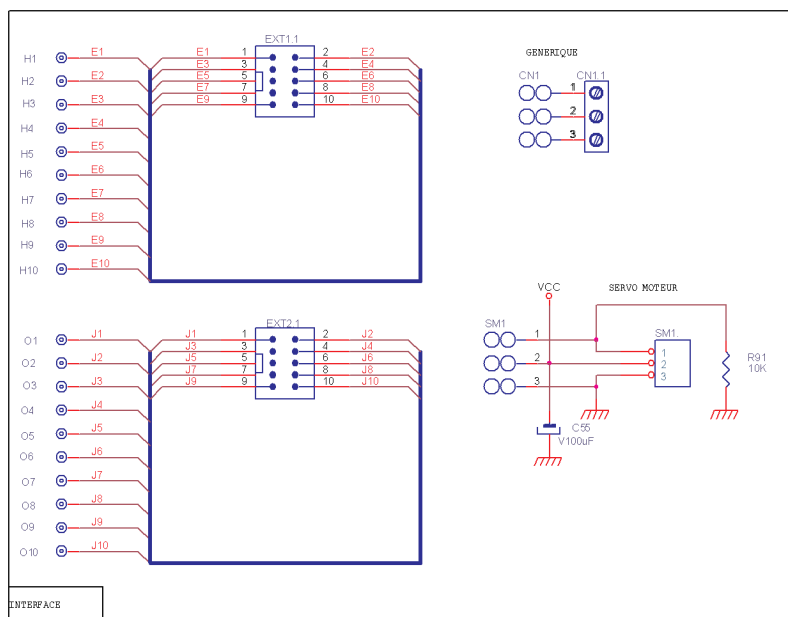 EXT1.1
H1 E1 E1 1 2 E2
E3 3 4 E4
H2 E2 E5 5 6 E6
E7 7 8 E8
H3 E3 E9 9 10 E10
H4 E4
H5 E5
H6 E6
H7 E7
H8 E8
H9 E9
H10 E10
GENERIQUE
CN1 CN1.1
1
2
3
EXT2.1
O1 J1 J1 1 2 J2
J3 3 4 J4
O2 J2 J5 5 6 J6
J7 7 8 J8
O3 J3 J9 9 10 J10
O4 J4
O5 J5
O6 J6
O7 J7
O8 J8
O9 J9
O10 J10
VCC SERVO MOTEUR
SM1 1 SM1.
1
2 2
3 3
R91
10K
C55
V100uF
INTERFACE